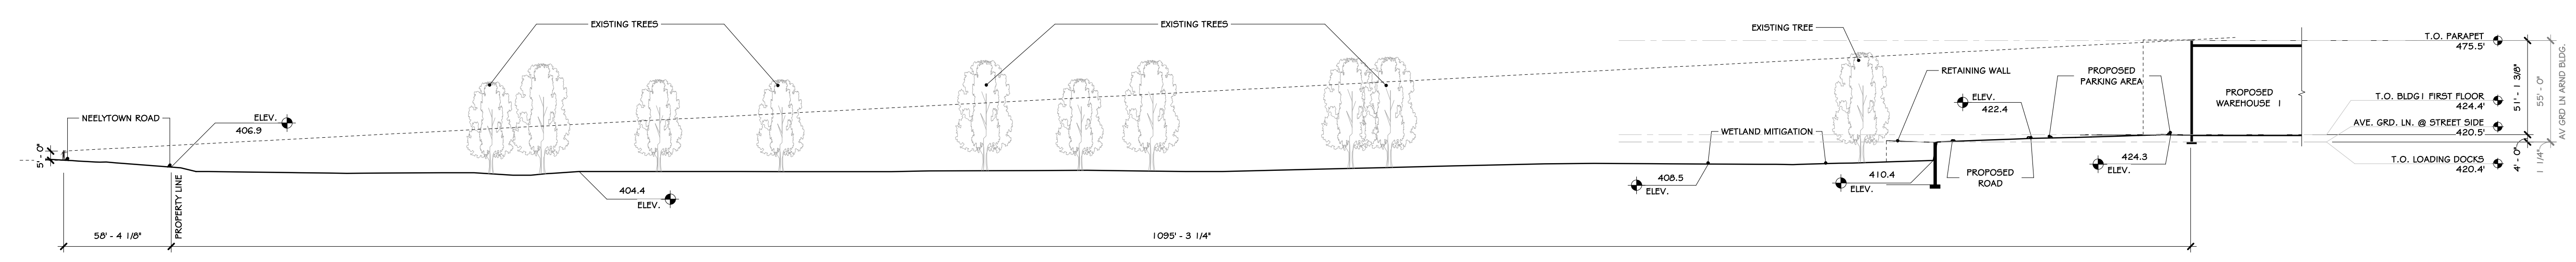 EXISTING TREES
EXISTING TREES
EXISTING TREE
T.O. PARAPET
475.5'
RETAINING WALL
PROPOSED
PARKING AREA
PROPOSED
WAREHOUSE 1
ELEV.
422.4
T.O. BLDG1 FIRST FLOOR
424.4'
AVE. GRD. LN. @ STREET SIDE
420.5'
T.O. LOADING DOCKS
420.4'
51' - 1 3/8"
4' - 0"
55' - 0"
1 1/4"
AV GRD LN ARND BLDG.
NEELYTOWN ROAD
ELEV.
406.9
5' - 0"
WETLAND MITIGATION
404.4
ELEV.
408.5
ELEV.
410.4
ELEV.
PROPOSED
ROAD
424.3
ELEV.
PROPERTY LINE
58' - 4 1/8"
1095' - 3 1/4"